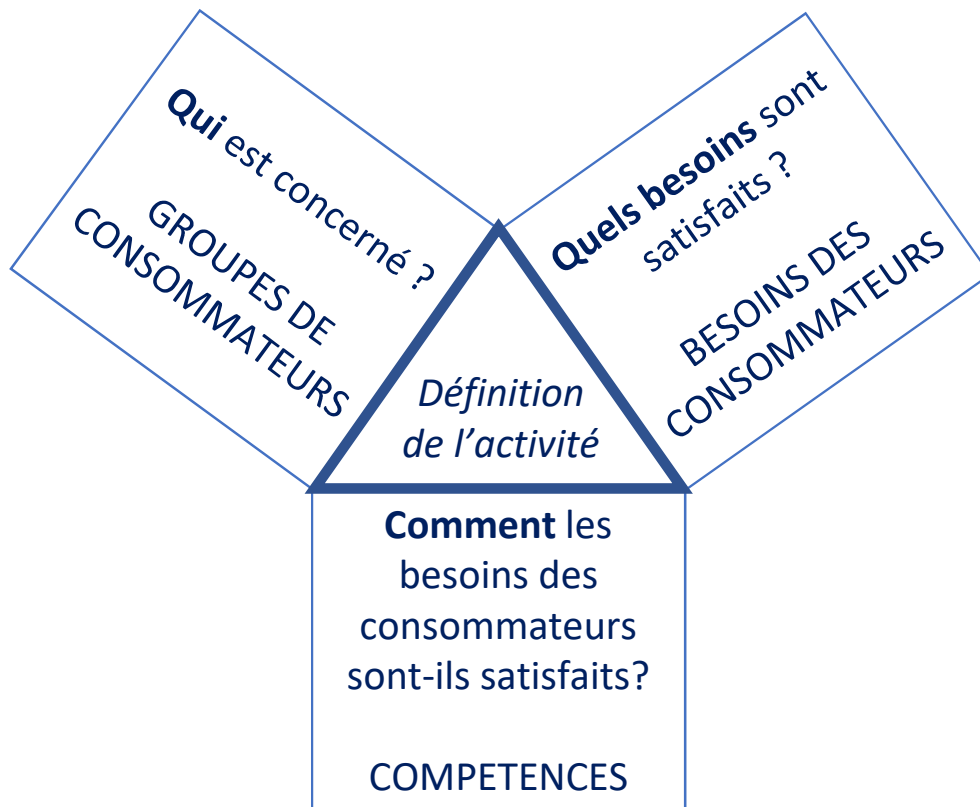 Qui est concerné ?
GROUPES DE
CONSOMMATEURS
Quels besoins sont
satisfaits ?
BESOINS DES
CONSOMMATEURS
Définition
de l’activité
Comment les
besoins des
consommateurs
sont-ils satisfaits?
COMPETENCES